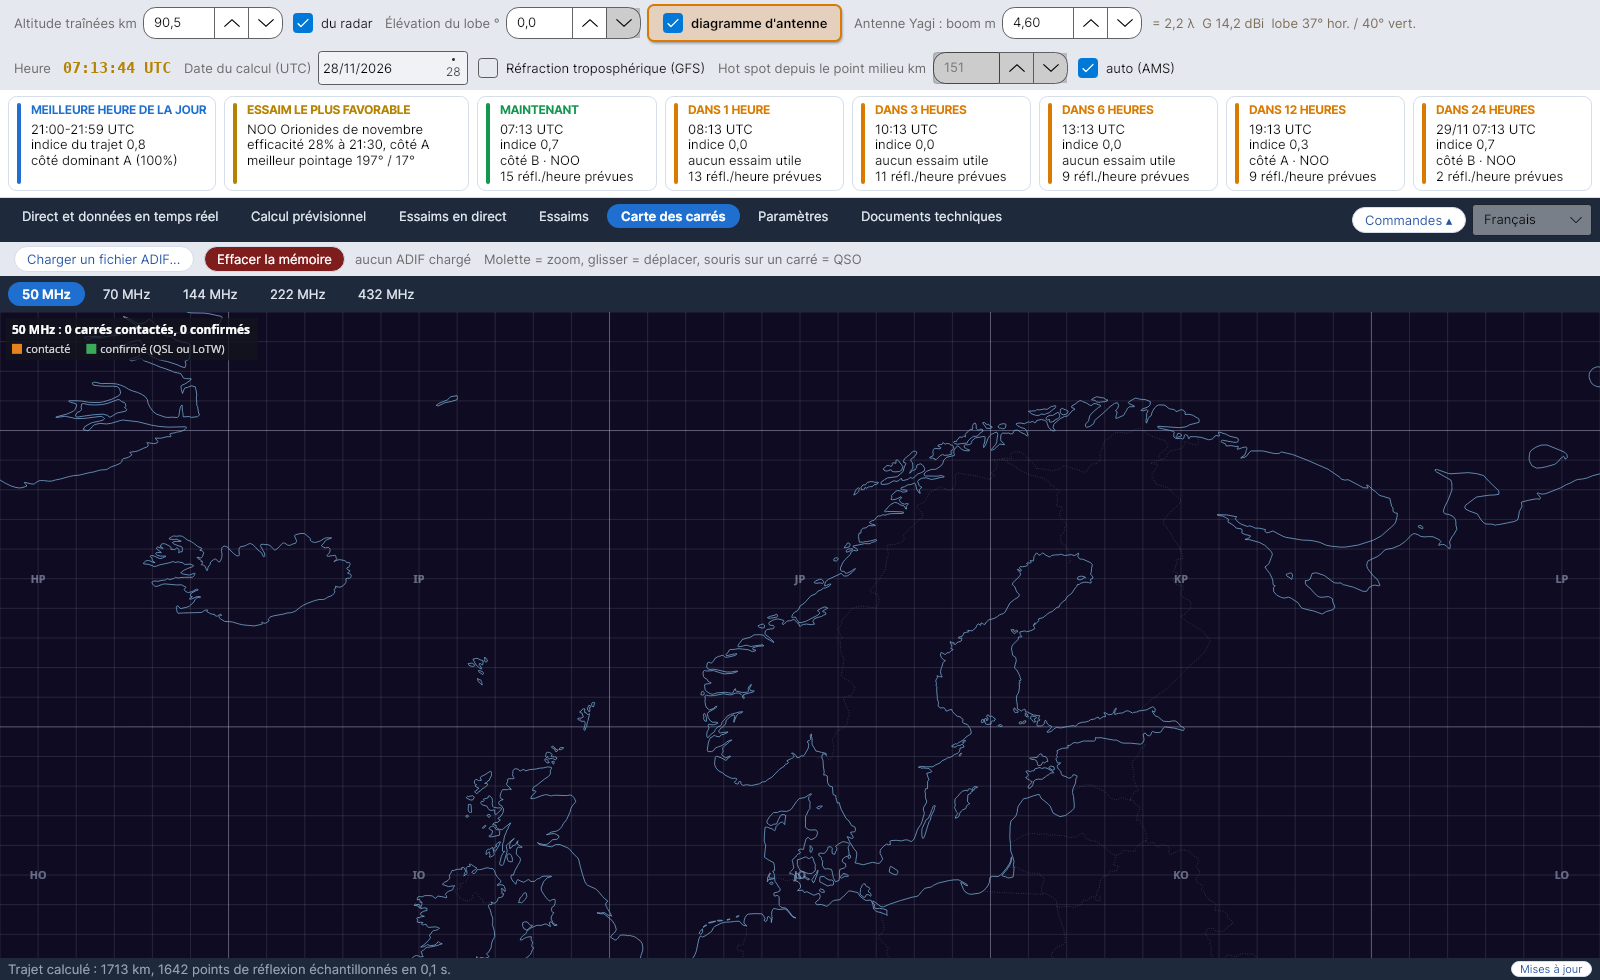 Altitude traînées km 90,5 du radar Élévation du lobe ° 0,0 diagramme d'antenne Antenne Yagi : boom m 4,60 = 2,2 λ G 14,2 dBi lobe 37° hor. / 40° vert.
Heure 07:13:44 UTC Date du calcul (UTC) 28/11/2026 28 Réfraction troposphérique (GFS) Hot spot depuis le point milieu km 151 auto (AMS)
MEILLEURE HEURE DE LA JOUR
21:00-21:59 UTC
indice du trajet 0,8
côté dominant A (100%)
ESSAIM LE PLUS FAVORABLE
NOO Orionides de novembre
efficacité 28% à 21:30, côté A
meilleur pointage 197° / 17°
MAINTENANT
07:13 UTC
indice 0,7
côté B · NOO
15 réfl./heure prévues
DANS 1 HEURE
08:13 UTC
indice 0,0
aucun essaim utile
13 réfl./heure prévues
DANS 3 HEURES
10:13 UTC
indice 0,0
aucun essaim utile
11 réfl./heure prévues
DANS 6 HEURES
13:13 UTC
indice 0,0
aucun essaim utile
9 réfl./heure prévues
DANS 12 HEURES
19:13 UTC
indice 0,3
côté A · NOO
9 réfl./heure prévues
DANS 24 HEURES
29/11 07:13 UTC
indice 0,7
côté B · NOO
2 réfl./heure prévues
Direct et données en temps réel Calcul prévisionnel Essaims en direct Essaims Carte des carrés Paramètres Documents techniques Commandes ▴ Français
Charger un fichier ADIF... Effacer la mémoire aucun ADIF chargé Molette = zoom, glisser = déplacer, souris sur un carré = QSO
50 MHz 70 MHz 144 MHz 222 MHz 432 MHz
50 MHz : 0 carrés contactés, 0 confirmés
contacté confirmé (QSL ou LoTW)
HP IP JP KP LP
HO IO JO KO LO
Trajet calculé : 1713 km, 1642 points de réflexion échantillonnés en 0,1 s. Mises à jour